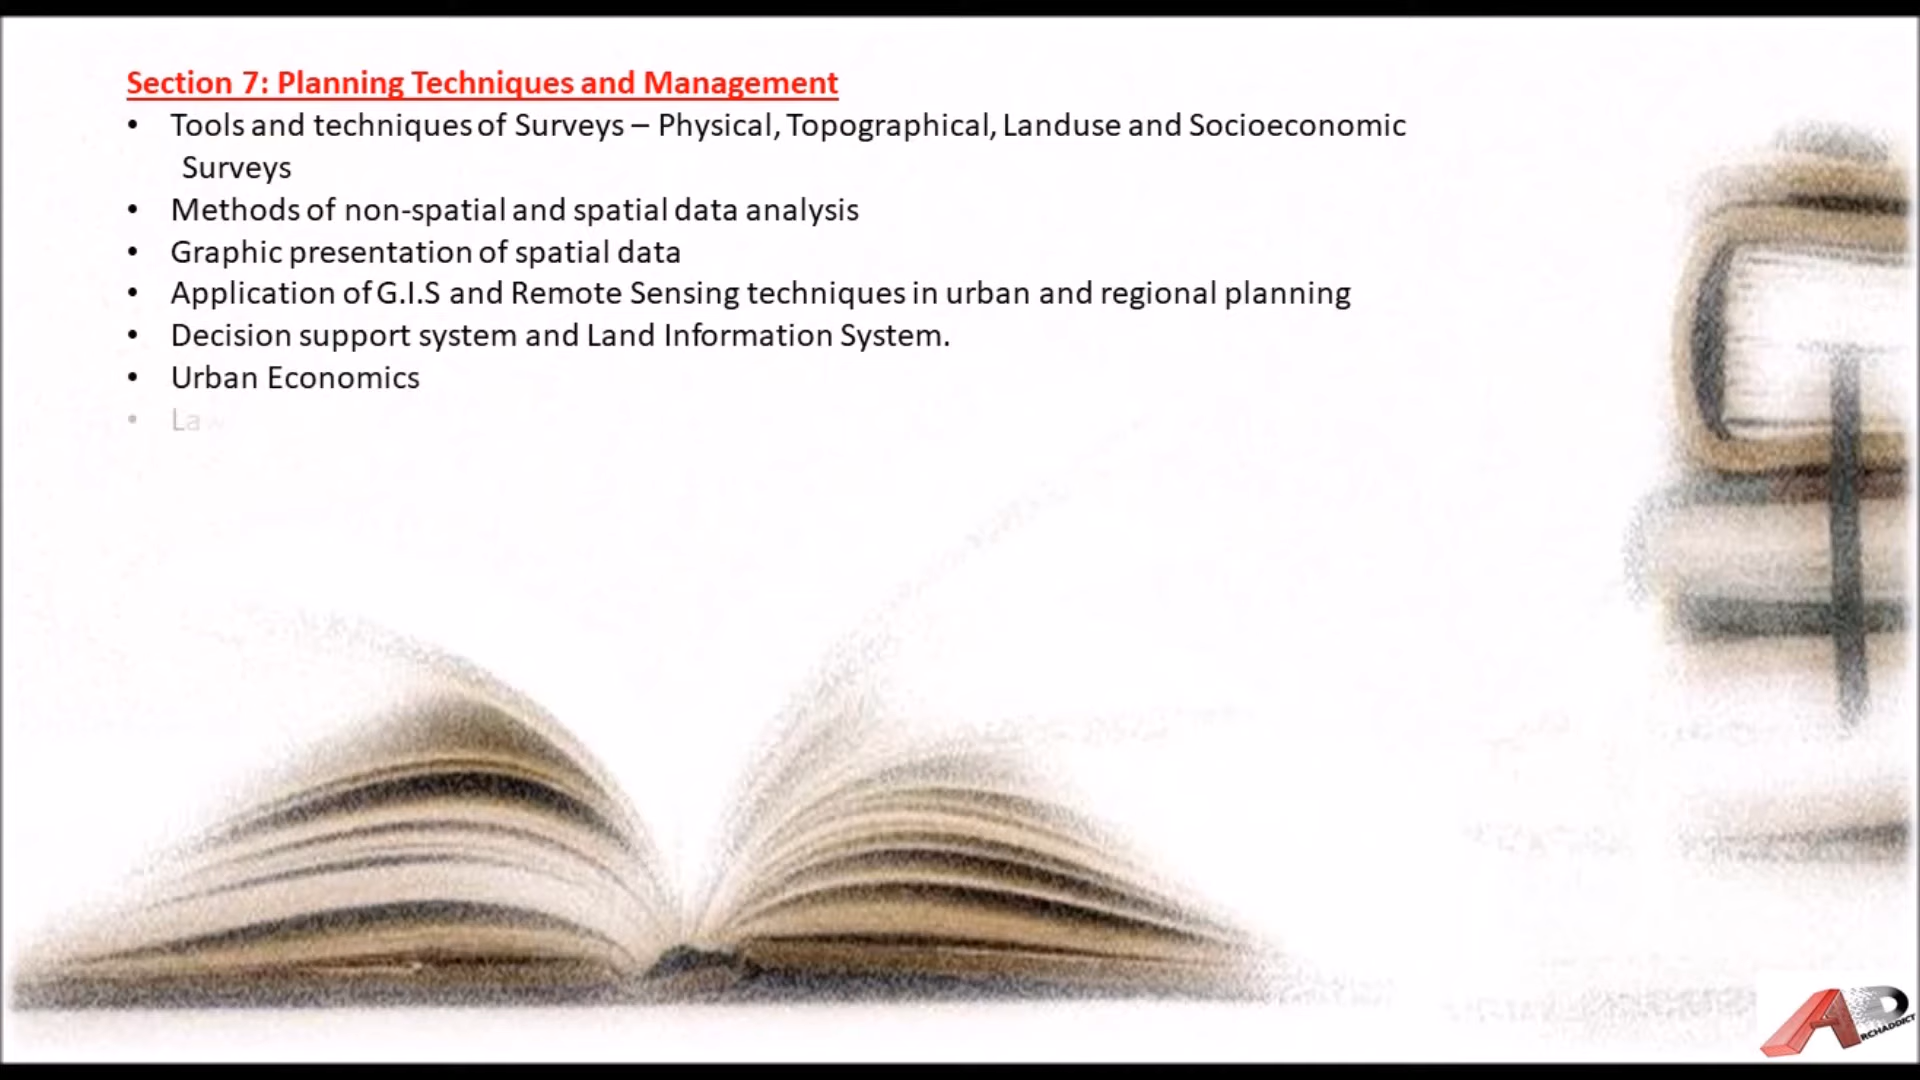 Section 7: Planning Techniques and Management
• Tools and techniques of Surveys – Physical, Topographical, Landuse and Socioeconomic
Surveys
• Methods of non-spatial and spatial data analysis
• Graphic presentation of spatial data
• Application of G.I.S and Remote Sensing techniques in urban and regional planning
• Decision support system and Land Information System.
• Urban Economics
RCHADDICT